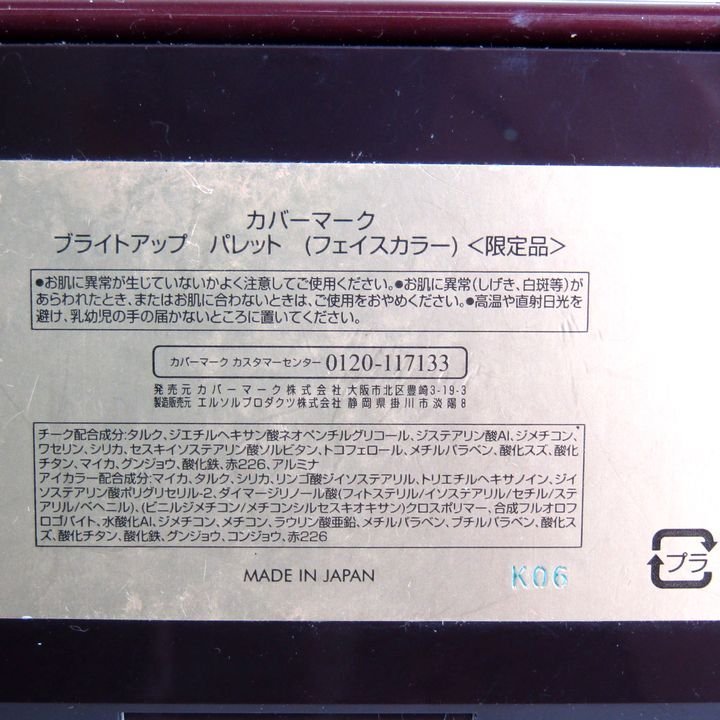 カバーマーク
ブライトアップ パレット (フェイスカラー) <限定品>
●お肌に異常が生じていないかよく注意してご使用ください。●お肌に異常(しげき、白斑等)が
あらわれたとき、またはお肌に合わないときは、ご使用をおやめください。●高温や直射日光を
避け、乳幼児の手の届かないところに置いてください。
カバーマーク カスタマーセンター 0120-117133
発売元 カバーマーク株式会社 大阪市北区豊崎3-19-3
製造販売元 エルソルプロダクツ株式会社 静岡県掛川市淡陽8
チーク配合成分:タルク、ジエチルヘキサン酸ネオペンチルグリコール、ジステアリン酸Al、ジメチコン、
ワセリン、シリカ、セスキイソステアリン酸ソルビタン、トコフェロール、メチルパラベン、酸化スズ、酸化
チタン、マイカ、グンジョウ、酸化鉄、赤226、アルミナ
アイカラー配合成分:マイカ、タルク、シリカ、リンゴ酸ジイソステアリル、トリエチルヘキサノイン、ジイ
ソステアリン酸ポリグリセリル-2、ダイマージリノール酸(フィトステリル/イソステアリル/セチル/ステ
アリル/ベヘニル)、(ビニルジメチコン/メチコンシルセスキオキサン)クロスポリマー、合成フルオロフ
ロゴパイト、水酸化Al、ジメチコン、メチコン、ラウリン酸亜鉛、メチルパラベン、ブチルパラベン、酸化ス
ズ、酸化チタン、酸化鉄、グンジョウ、コンジョウ、赤226
MADE IN JAPAN
K06
プラ